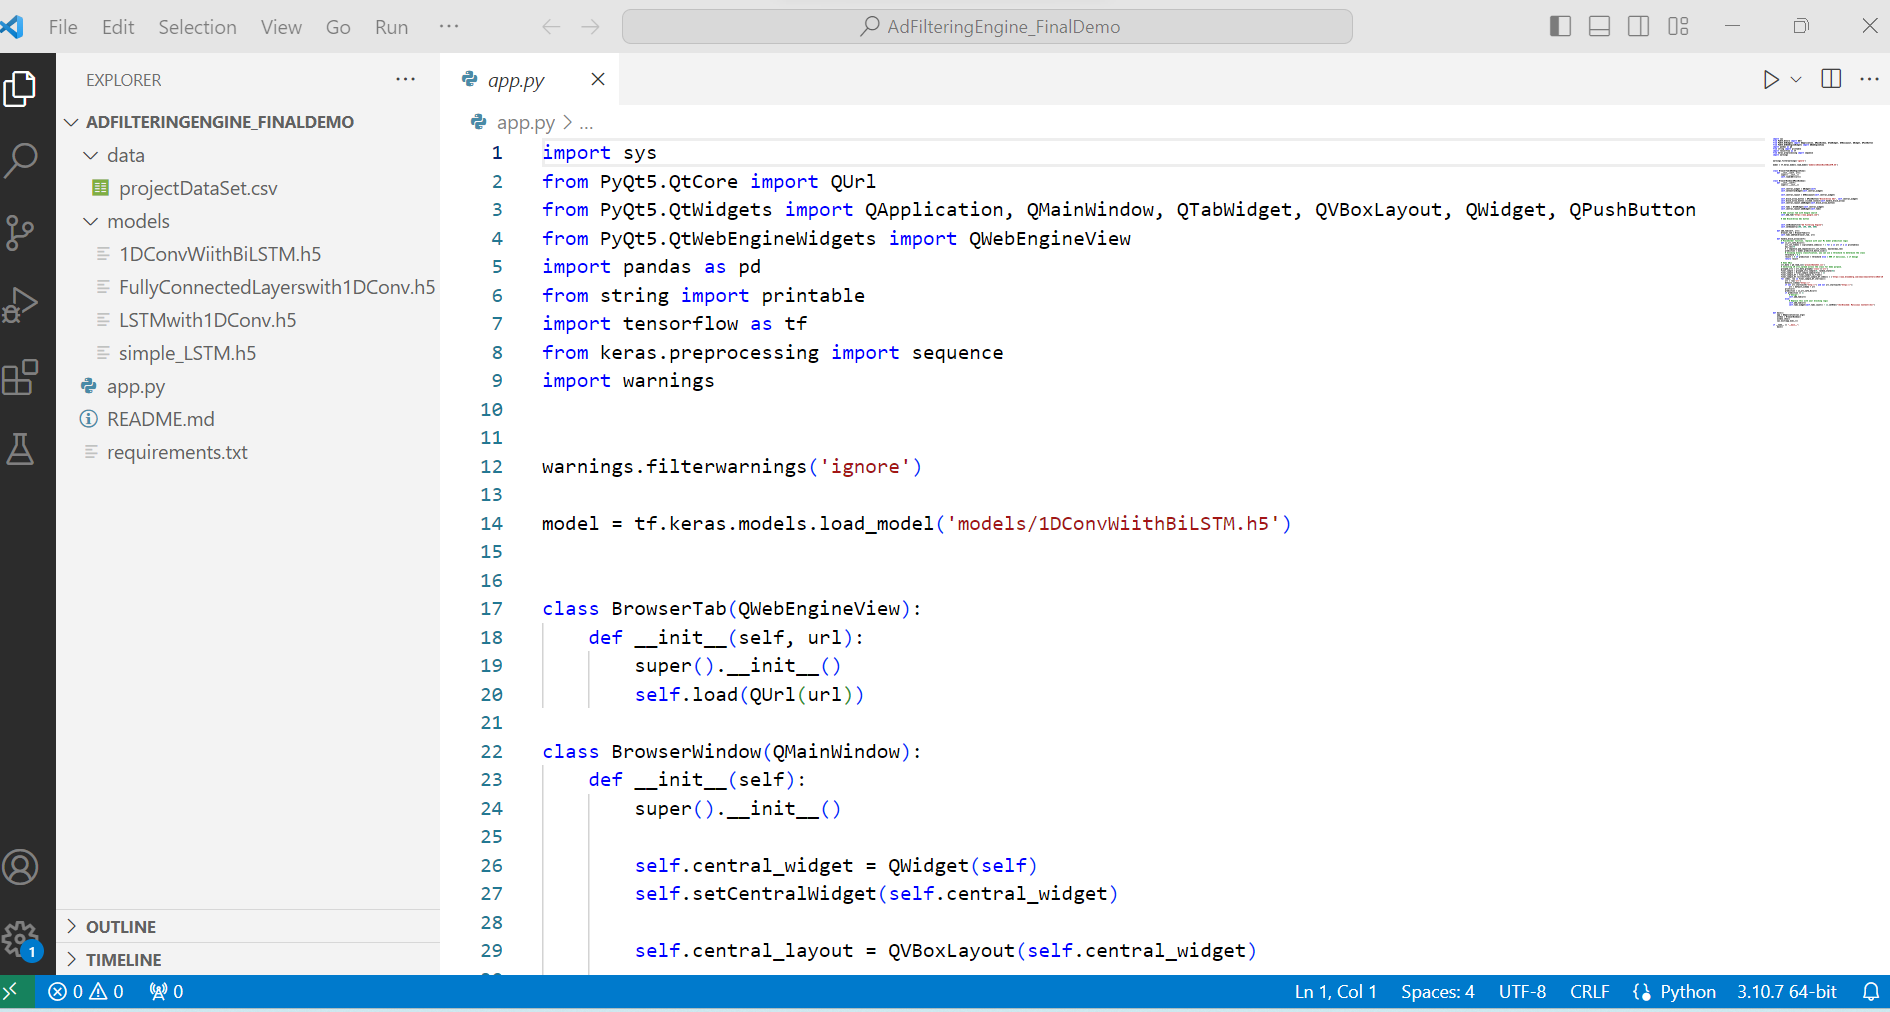 File Edit Selection View Go Run ··· AdFilteringEngine_FinalDemo
EXPLORER ···
ADFILTERINGENGINE_FINALDEMO
data
projectDataSet.csv
models
1DConvWiithBiLSTM.h5
FullyConnectedLayerswith1DConv.h5
LSTMwith1DConv.h5
simple_LSTM.h5
app.py
README.md
requirements.txt
OUTLINE
TIMELINE
app.py
app.py > ...
1 import sys
2 from PyQt5.QtCore import QUrl
3 from PyQt5.QtWidgets import QApplication, QMainWindow, QTabWidget, QVBoxLayout, QWidget, QPushButton
4 from PyQt5.QtWebEngineWidgets import QWebEngineView
5 import pandas as pd
6 from string import printable
7 import tensorflow as tf
8 from keras.preprocessing import sequence
9 import warnings
10
11
12 warnings.filterwarnings('ignore')
13
14 model = tf.keras.models.load_model('models/1DConvWiithBiLSTM.h5')
15
16
17 class BrowserTab(QWebEngineView):
18     def __init__(self, url):
19         super().__init__()
20         self.load(QUrl(url))
21
22 class BrowserWindow(QMainWindow):
23     def __init__(self):
24         super().__init__()
25
26         self.central_widget = QWidget(self)
27         self.setCentralWidget(self.central_widget)
28
29         self.central_layout = QVBoxLayout(self.central_widget)
1
0 0 0 Ln 1, Col 1 Spaces: 4 UTF-8 CRLF Python 3.10.7 64-bit